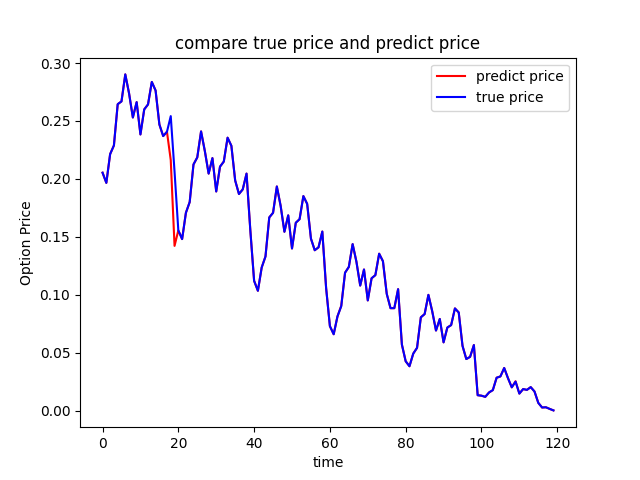 compare true price and predict price
predict price
true price
Option Price
0.30
0.25
0.20
0.15
0.10
0.05
0.00
0 20 40 60 80 100 120
time